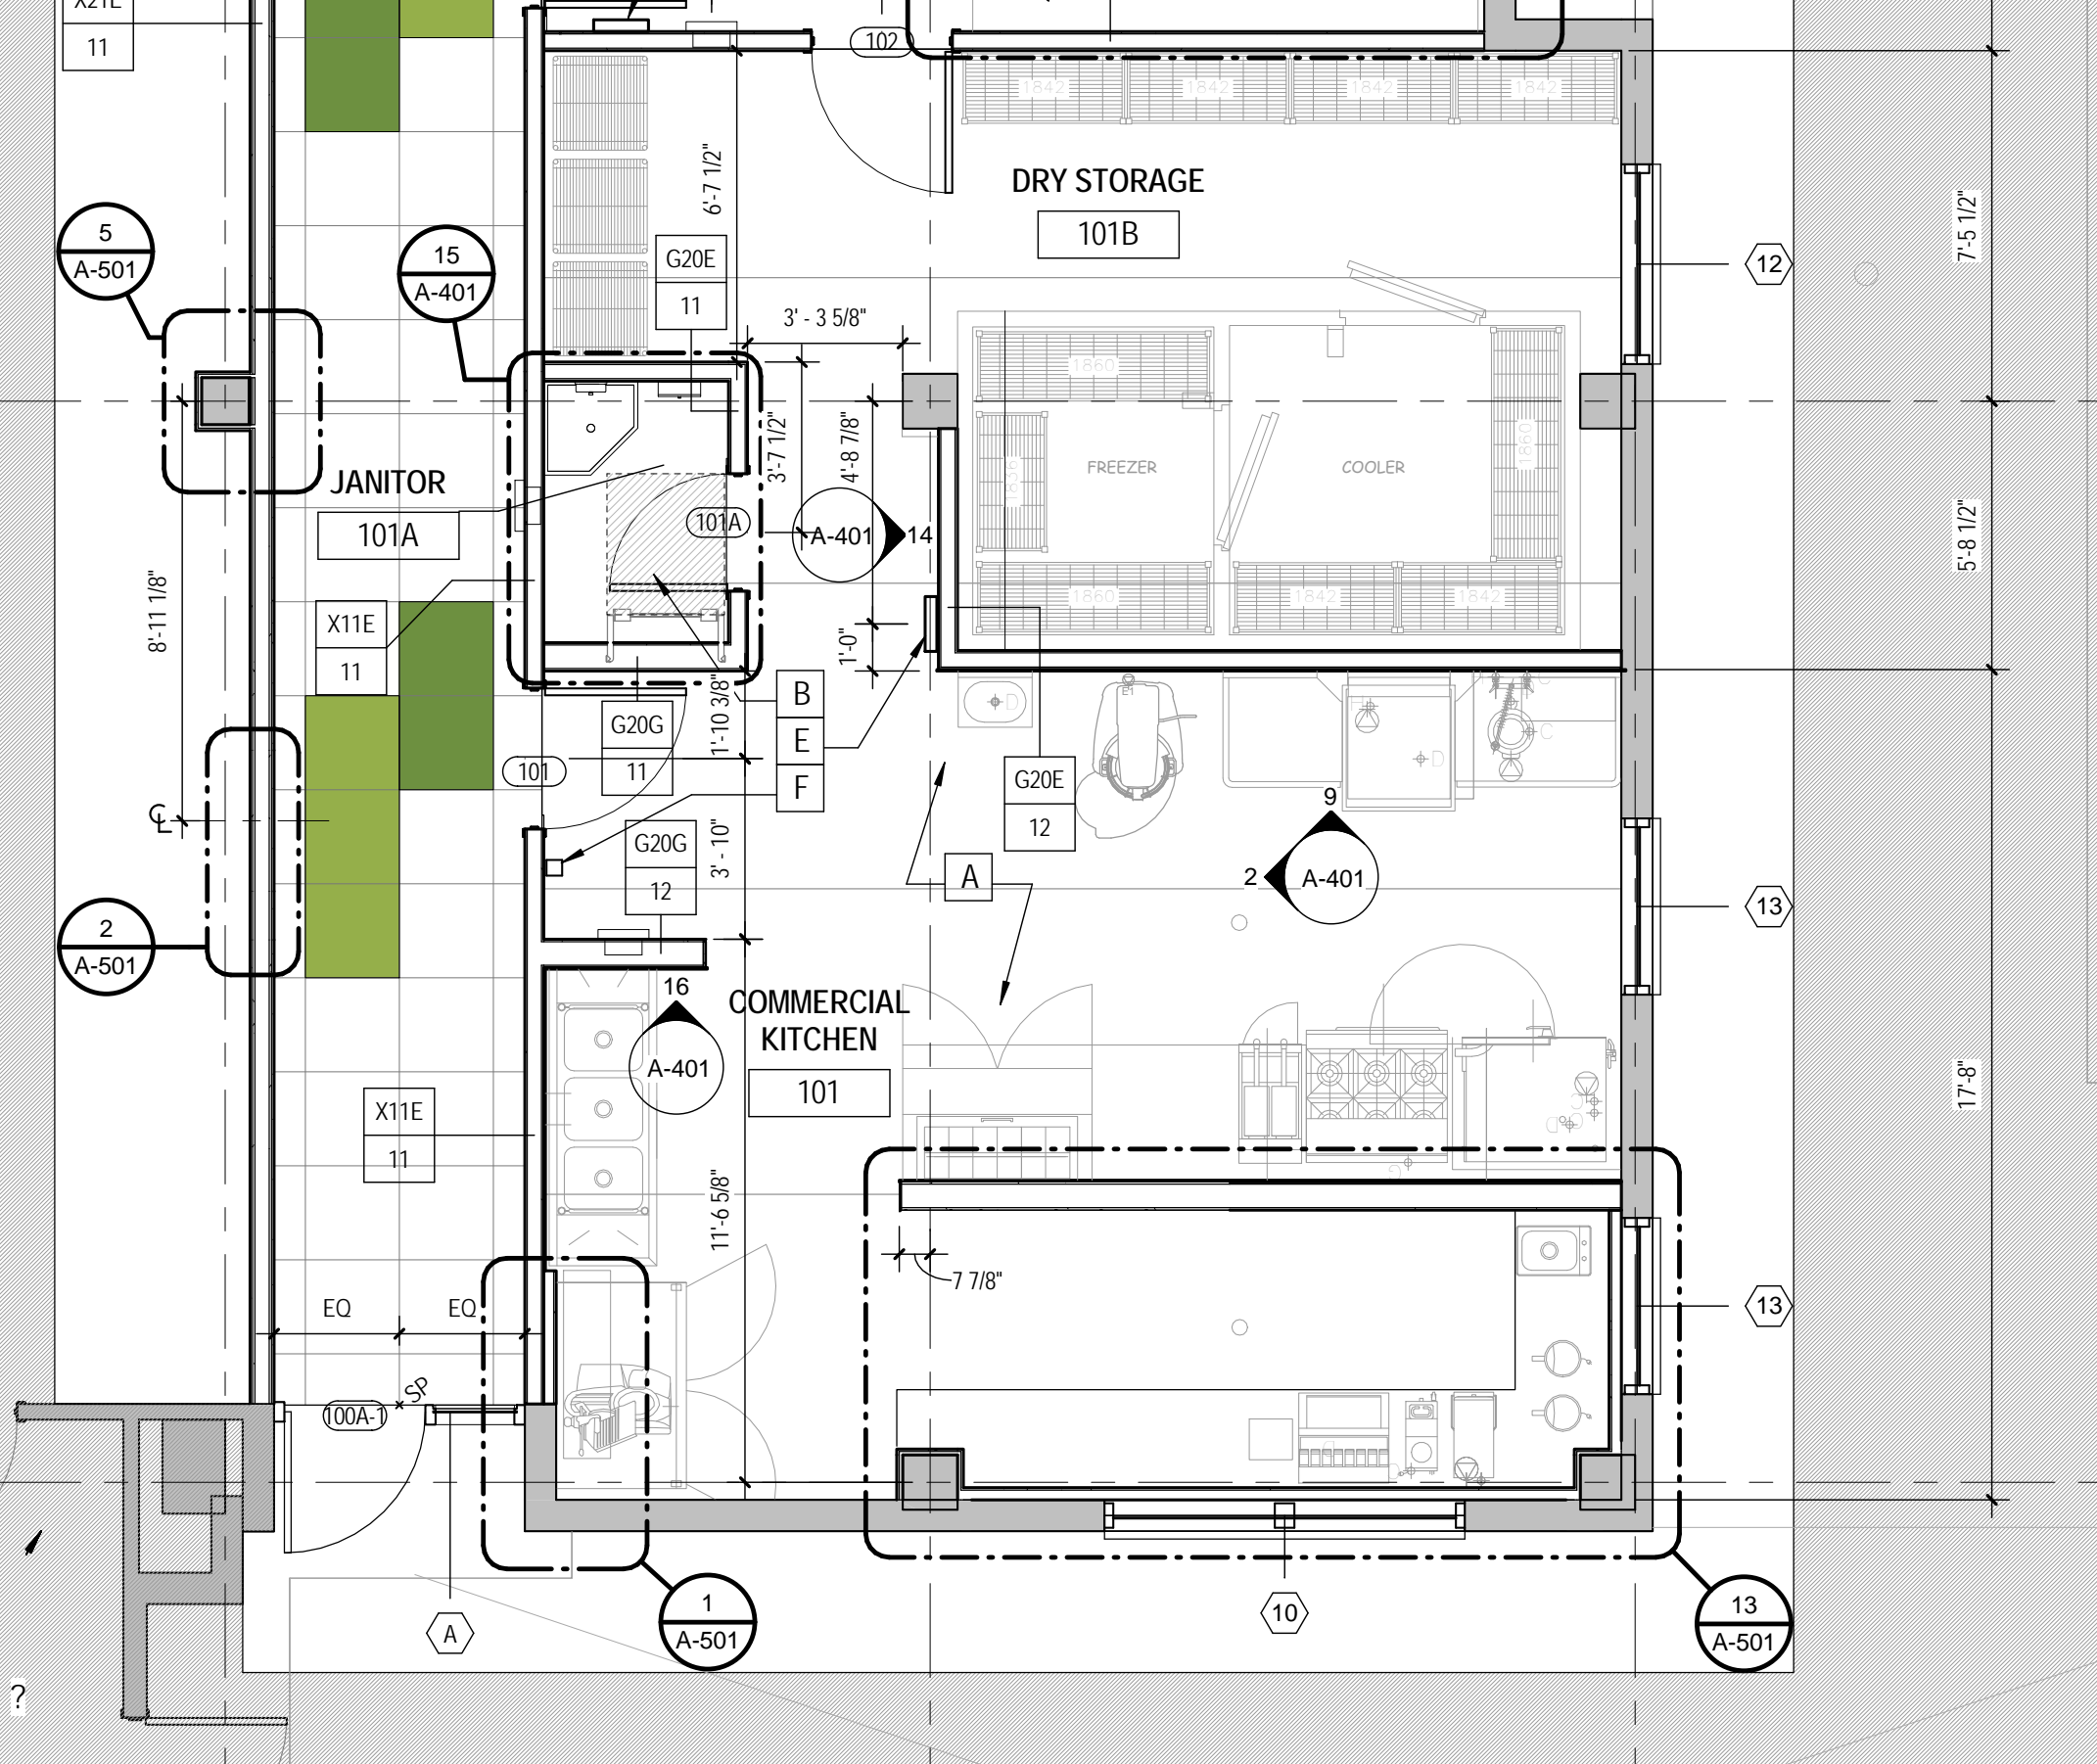 X21E
11
102
1842
1842
1842
1842
DRY STORAGE
101B
6'-7 1/2"
7'-5 1/2"
12
5
A-501
15
A-401
G20E
11
3' - 3 5/8"
1860
1836
FREEZER
COOLER
1860
1860
1842
1842
JANITOR
101A
101A
3'-7 1/2"
4'-8 7/8"
A-401
14
5'-8 1/2"
8'-11 1/8"
X11E
11
1'-0"
1'-10 3/8"
B
E
F
G20G
11
101
G20E
12
E1
D
C
D
C
9
2
A-401
13
℄
3' - 10"
G20G
12
A
2
A-501
16
A-401
COMMERCIAL
KITCHEN
101
17'-8"
X11E
11
11'-6 5/8"
7 7/8"
13
EQ
EQ
SP
100A-1
A
1
A-501
10
13
A-501
?